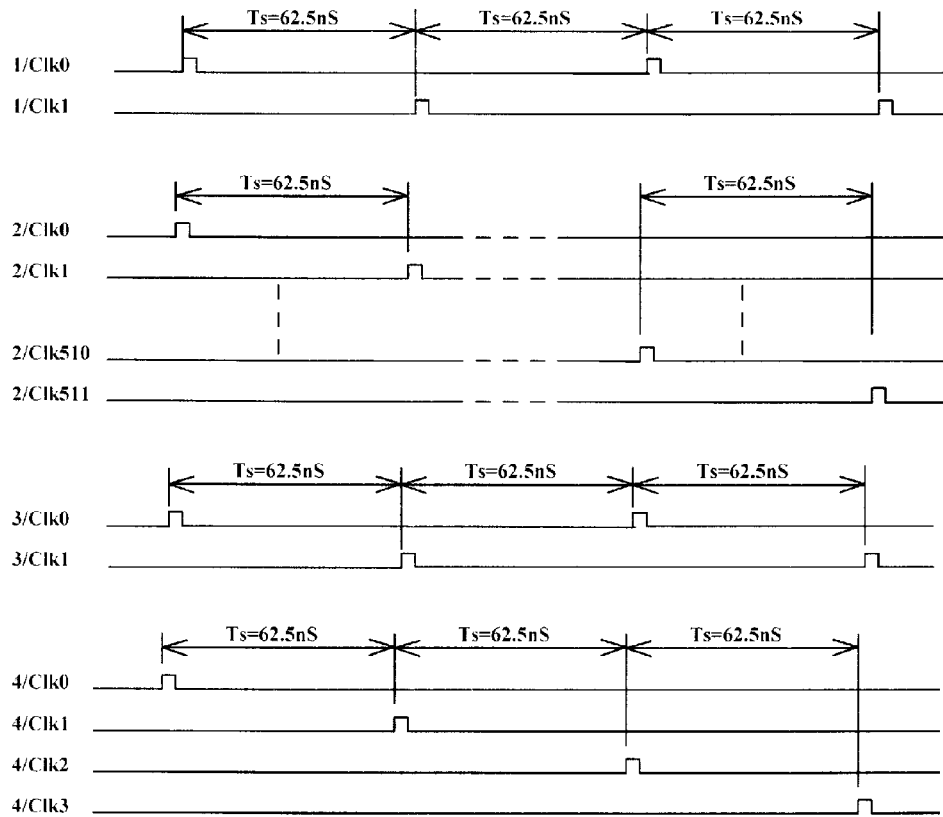 Ts=62.5nS Ts=62.5nS Ts=62.5nS
1/Clk0
1/Clk1
Ts=62.5nS Ts=62.5nS
2/Clk0
2/Clk1
2/Clk510
2/Clk511
Ts=62.5nS Ts=62.5nS Ts=62.5nS
3/Clk0
3/Clk1
Ts=62.5nS Ts=62.5nS Ts=62.5nS
4/Clk0
4/Clk1
4/Clk2
4/Clk3